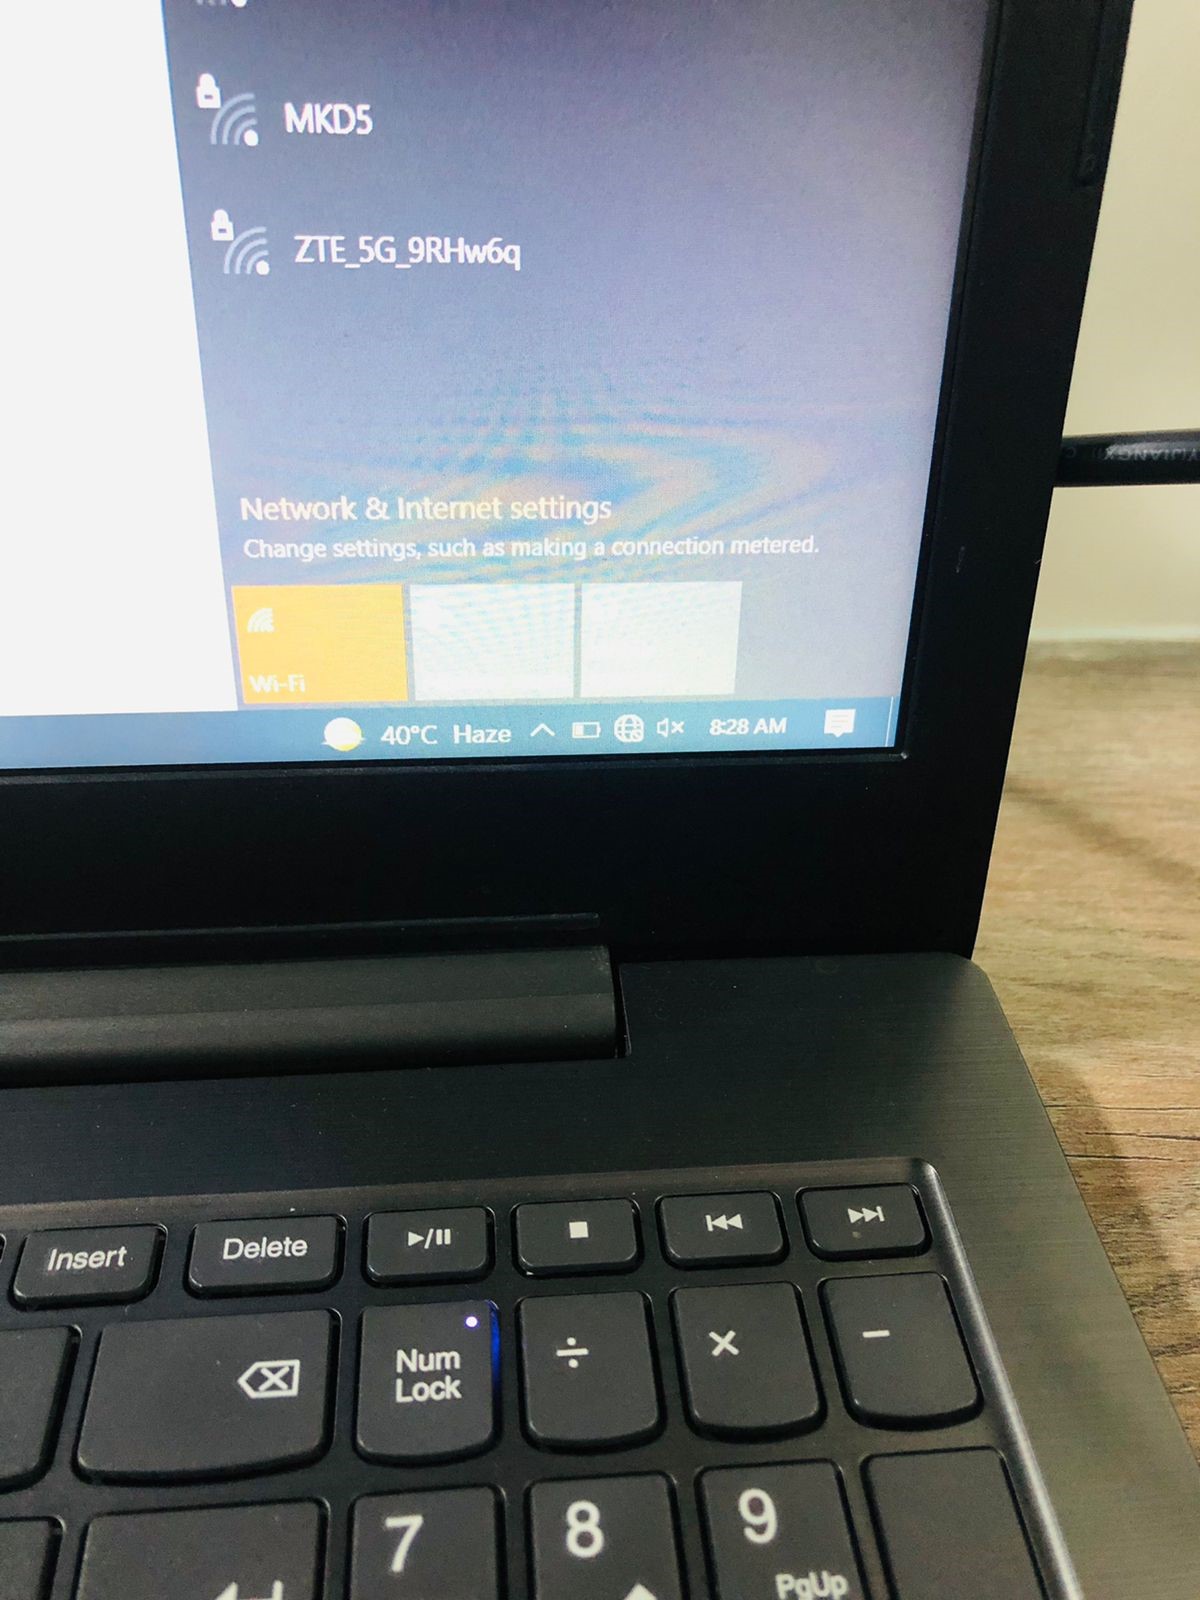 MKD5
ZTE_5G_9RHw6q
Network & Internet settings
Change settings, such as making a connection metered.
Wi-Fi
40°C Haze
8:28 AM
Insert
Delete
Num
Lock
÷
×
−
7
8
9
PgUp